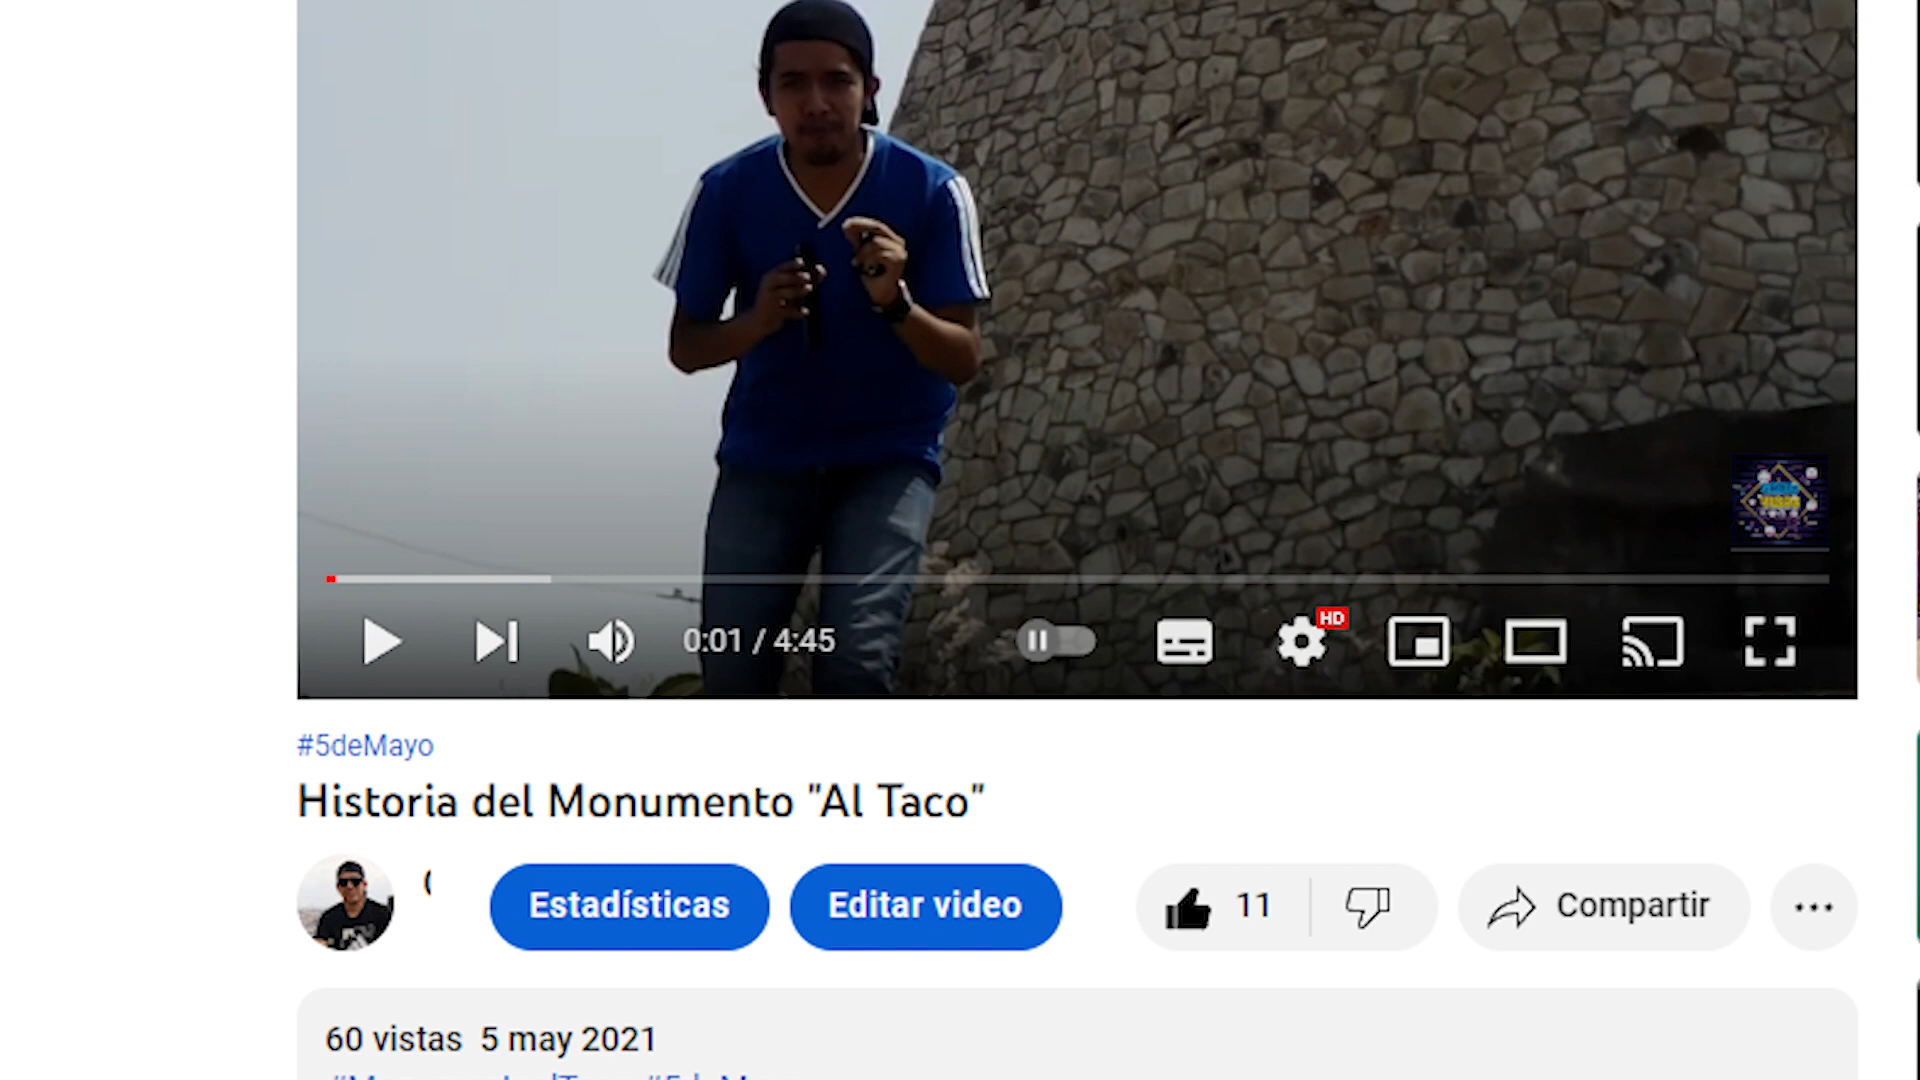 0:01 / 4:45
HD
#5deMayo
Historia del Monumento "Al Taco"
Estadísticas
Editar video
11
Compartir
60 vistas 5 may 2021